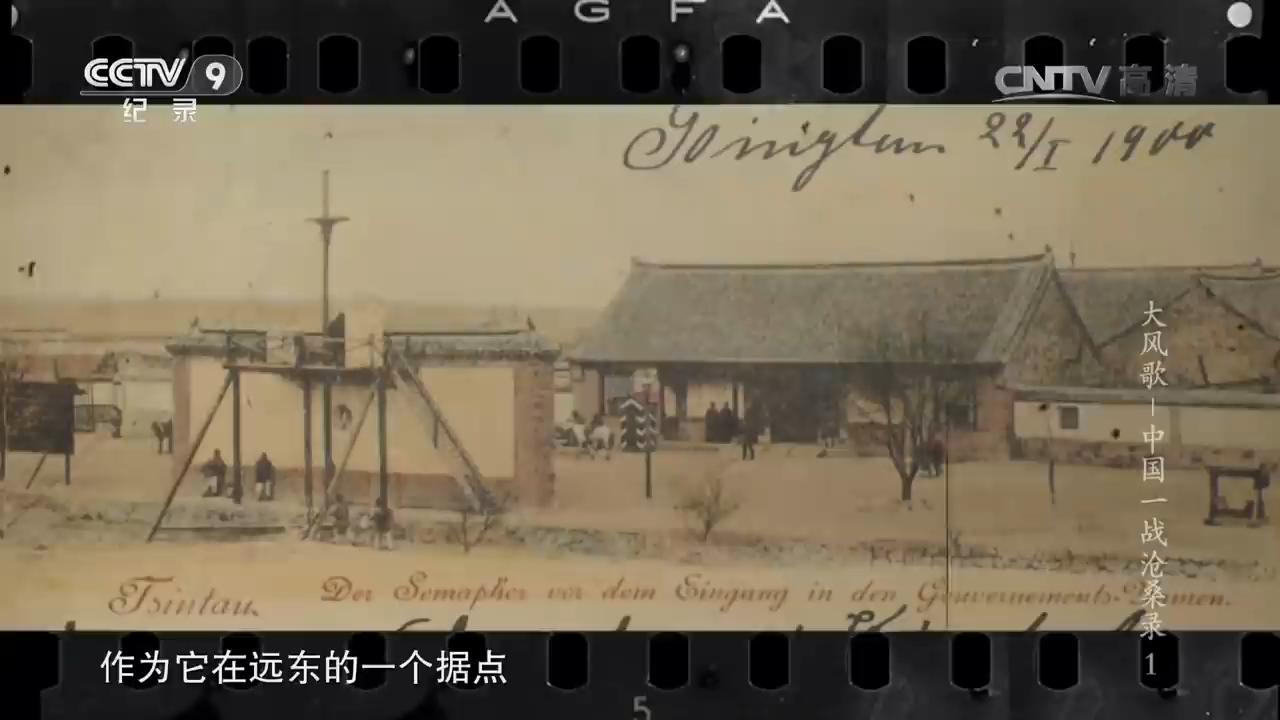 AGFA
CCTV 9
纪录
CNTV高清
22/I 1900
大风歌—中国一战沧桑录 1
Tsintau.
Der Semaphor vor dem Eingang in den Gouvernements-Yamen.
作为它在远东的一个据点
5